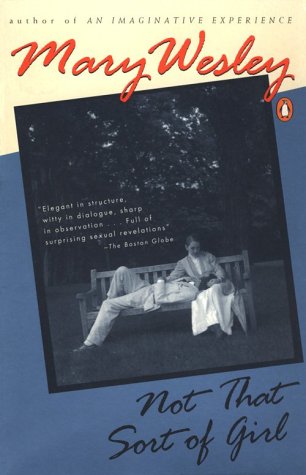 author of AN IMAGINATIVE EXPERIENCE
Mary Wesley
"Elegant in structure,
witty in dialogue, sharp
in observation . . . Full of
surprising sexual revelations"
—The Boston Globe
Not That
Sort of Girl